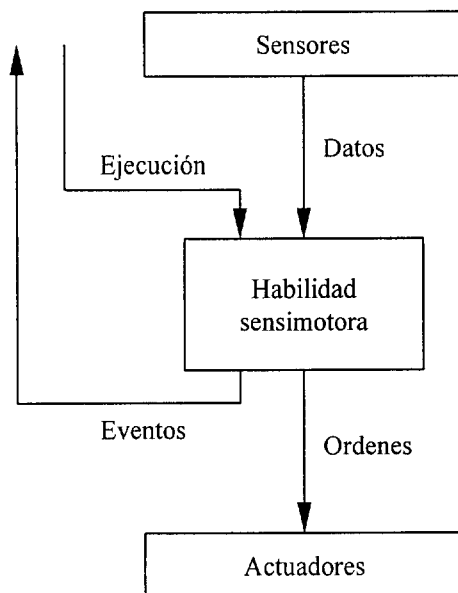 Sensores
Datos
Ejecución
Habilidad
sensimotora
Eventos
Ordenes
Actuadores